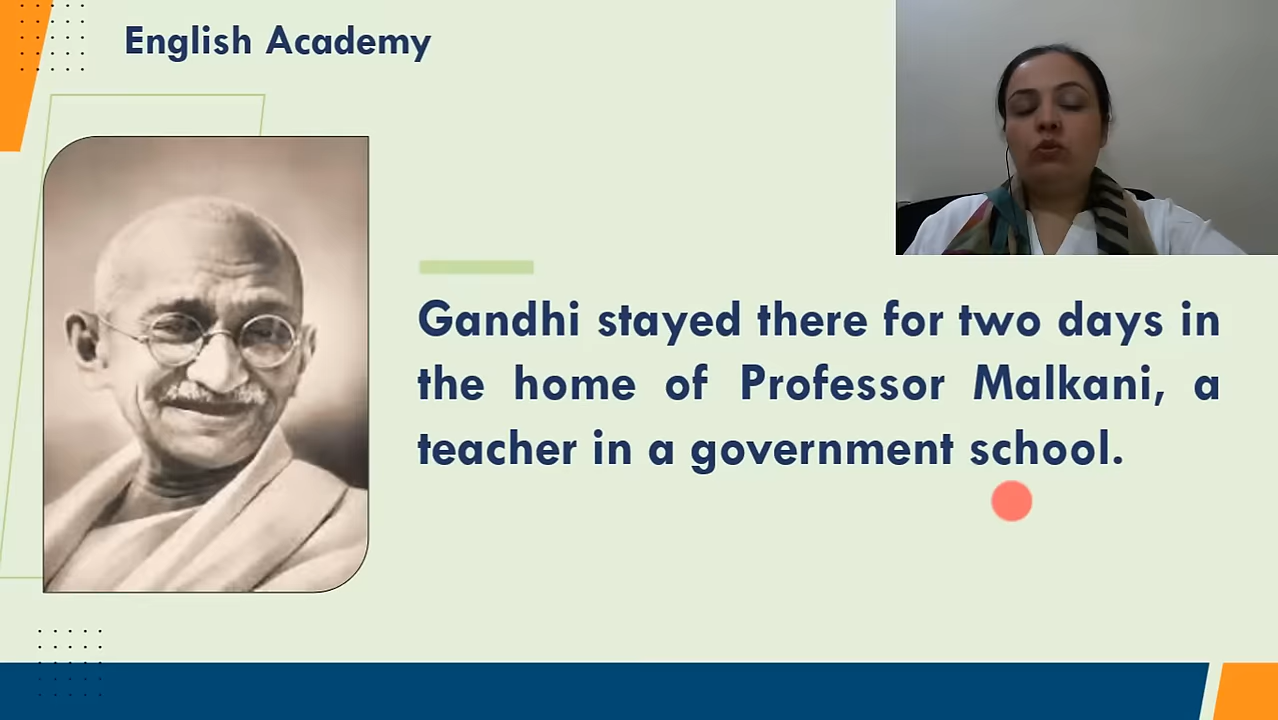 English Academy
Gandhi stayed there for two days in
the home of Professor Malkani, a
teacher in a government school.